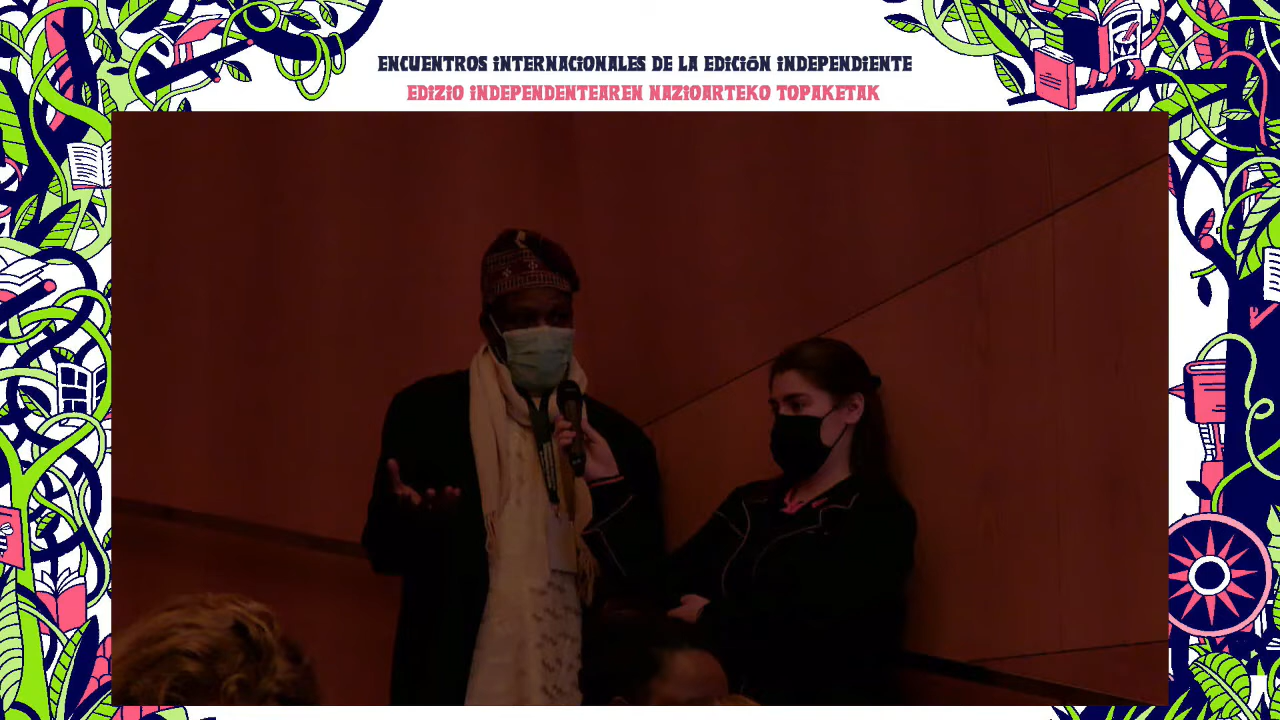 ENCUENTROS INTERNACIONALES DE LA EDICIÓN INDEPENDIENTE
EDIZIO INDEPENDENTEAREN NAZIOARTEKO TOPAKETAK